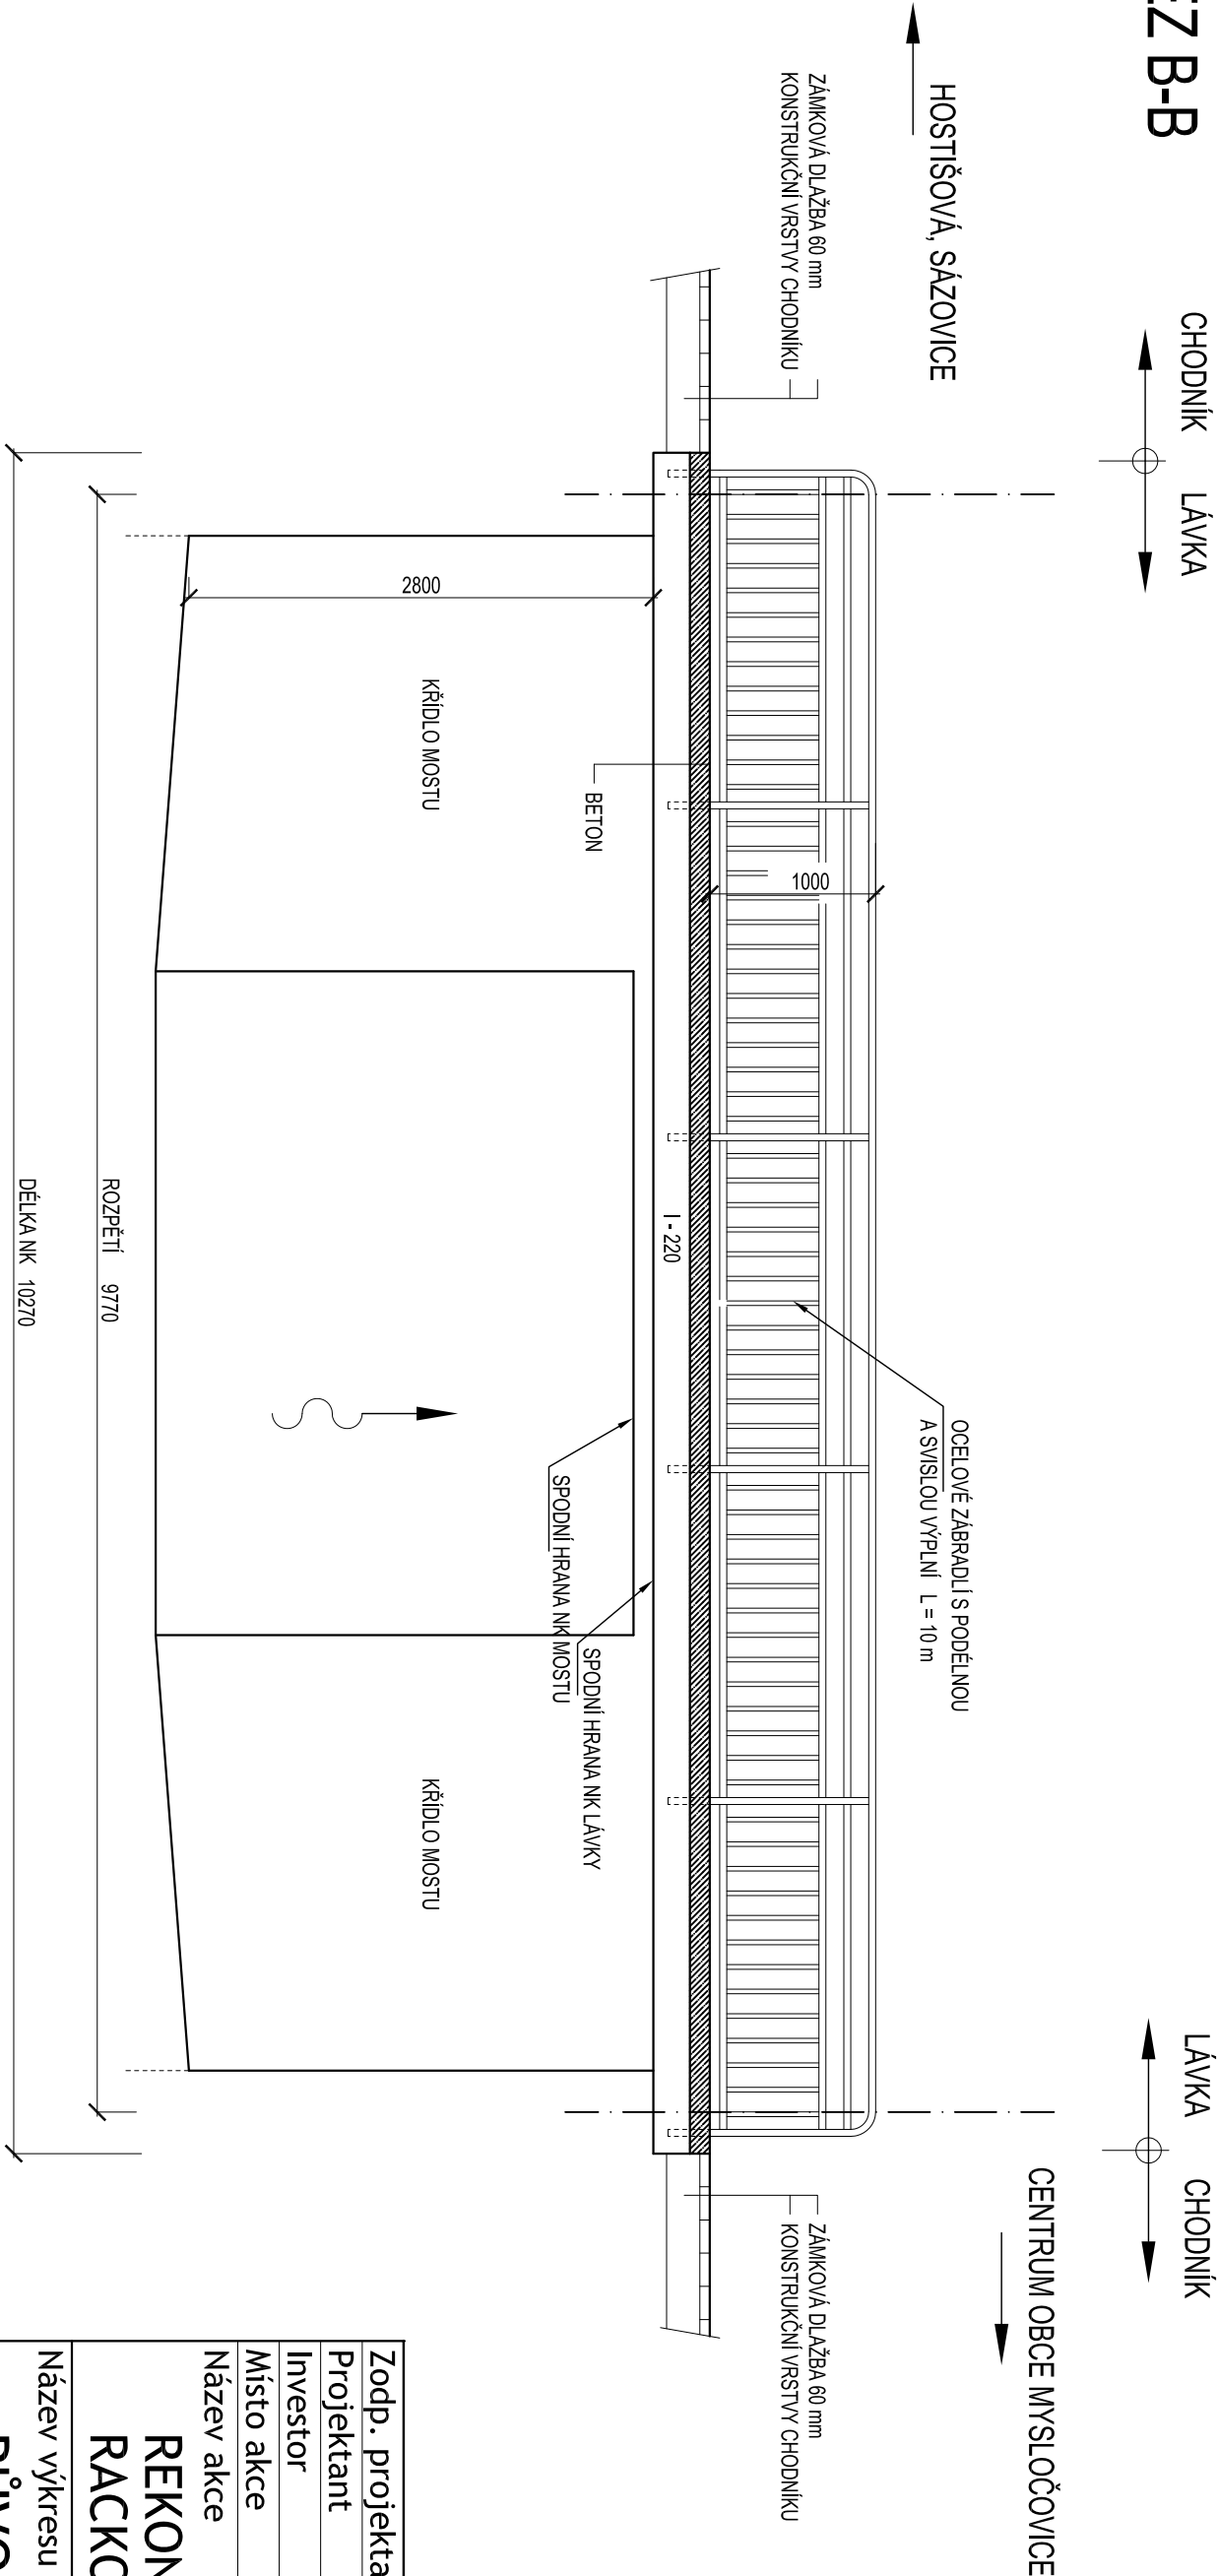 EZ B-B
CHODNÍK LÁVKA
LÁVKA CHODNÍK
HOSTIŠOVÁ, SÁZOVICE
CENTRUM OBCE MYSLOČOVICE
ZÁMKOVÁ DLAŽBA 60 mm
KONSTRUKČNÍ VRSTVY CHODNÍKU
OCELOVÉ ZÁBRADLÍ S PODÉLNOU
A SVISLOU VÝPLNÍ L = 10 m
ZÁMKOVÁ DLAŽBA 60 mm
KONSTRUKČNÍ VRSTVY CHODNÍKU
1000
I - 220
BETON
SPODNÍ HRANA NK LÁVKY
SPODNÍ HRANA NK MOSTU
2800
KŘÍDLO MOSTU
KŘÍDLO MOSTU
ROZPĚTÍ 9770
DÉLKA NK 10270
Zodp. projekta
Projektant
Investor
Místo akce
Název akce
REKON
RACKO
Název výkresu